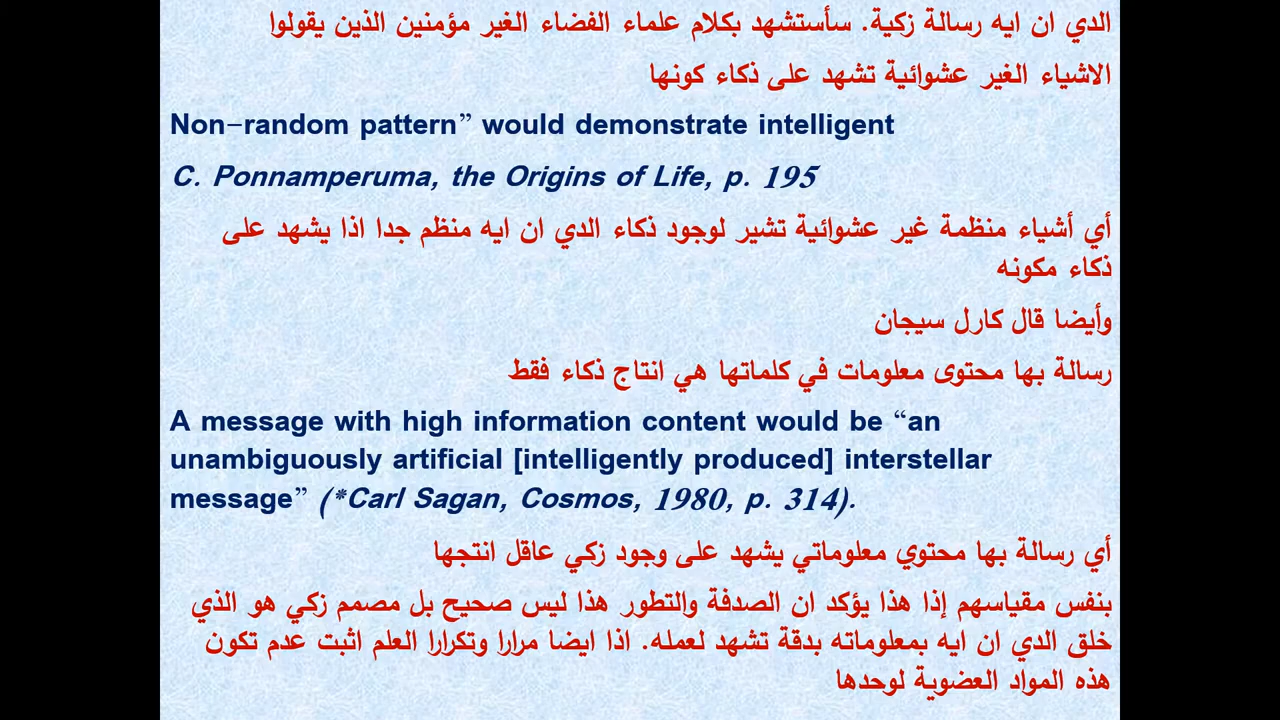 الدي ان ايه رسالة زكية. سأستشهد بكلام علماء الفضاء الغير مؤمنين الذين يقولوا
الاشياء الغير عشوائية تشهد على ذكاء كونها
Non-random pattern” would demonstrate intelligent
C. Ponnamperuma, the Origins of Life, p. 195
أي أشياء منظمة غير عشوائية تشير لوجود ذكاء الدي ان ايه منظم جدا اذا يشهد على
ذكاء مكونه
وأيضا قال كارل سيجان
رسالة بها محتوى معلومات في كلماتها هي انتاج ذكاء فقط
A message with high information content would be “an
unambiguously artificial [intelligently produced] interstellar
message” (*Carl Sagan, Cosmos, 1980, p. 314).
أي رسالة بها محتوي معلوماتي يشهد على وجود زكي عاقل انتجها
بنفس مقياسهم إذا هذا يؤكد ان الصدفة والتطور هذا ليس صحيح بل مصمم زكي هو الذي
خلق الدي ان ايه بمعلوماته بدقة تشهد لعمله. اذا ايضا مرارا وتكرارا العلم اثبت عدم تكون
هذه المواد العضوية لوحدها